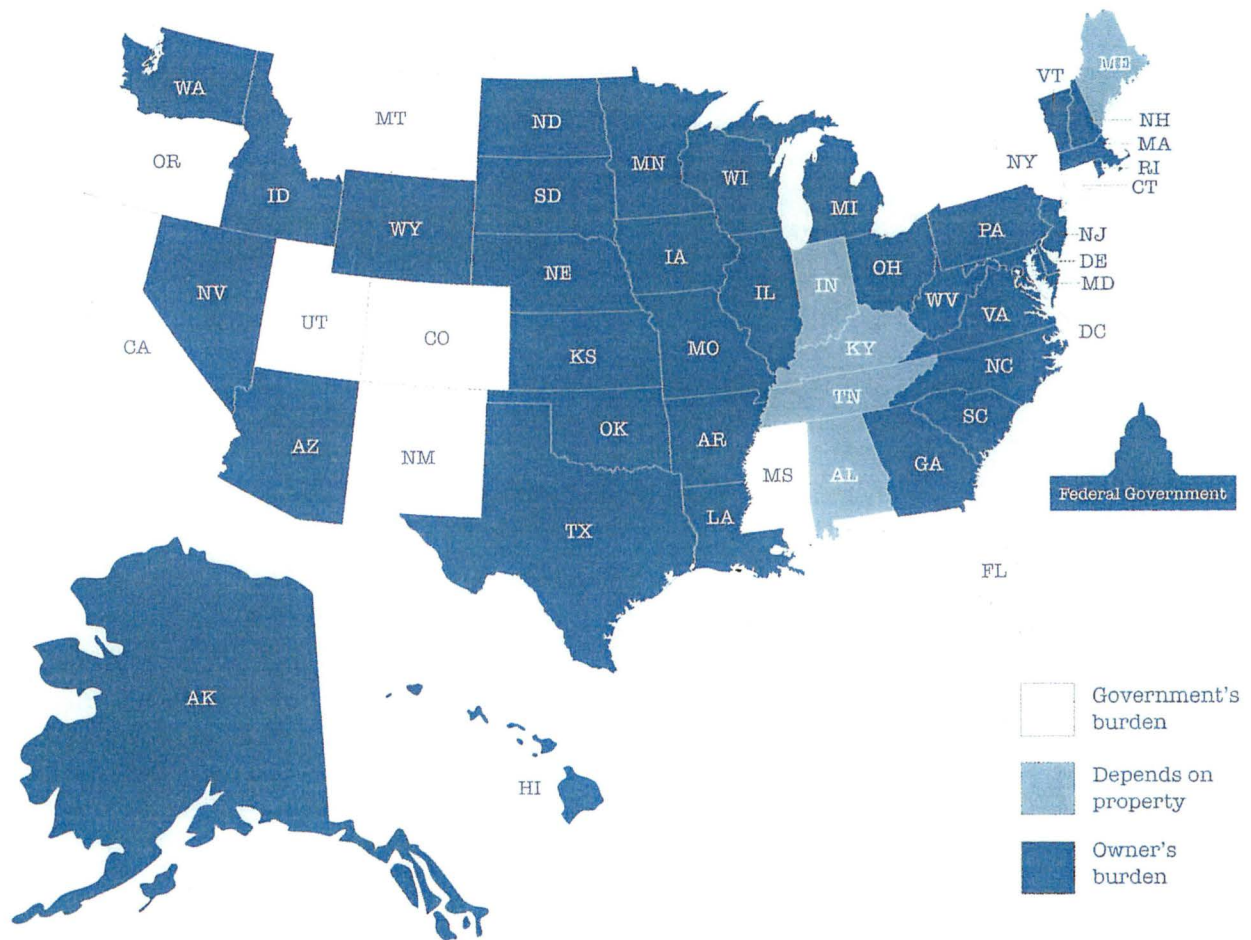 ME
VT
WA
NH
MT
ND
MA
OR
MN
NY
RI
WI
CT
ID
SD
MI
WY
PA
NJ
IA
NE
OH
DE
NV
IN
MD
IL
WV
VA
UT
DC
CA
CO
MO
KY
KS
NC
TN
SC
OK
AR
AZ
NM
GA
MS
AL
Federal Government
LA
TX
FL
AK
HI
Government's
burden
Depends on
property
Owner's
burden